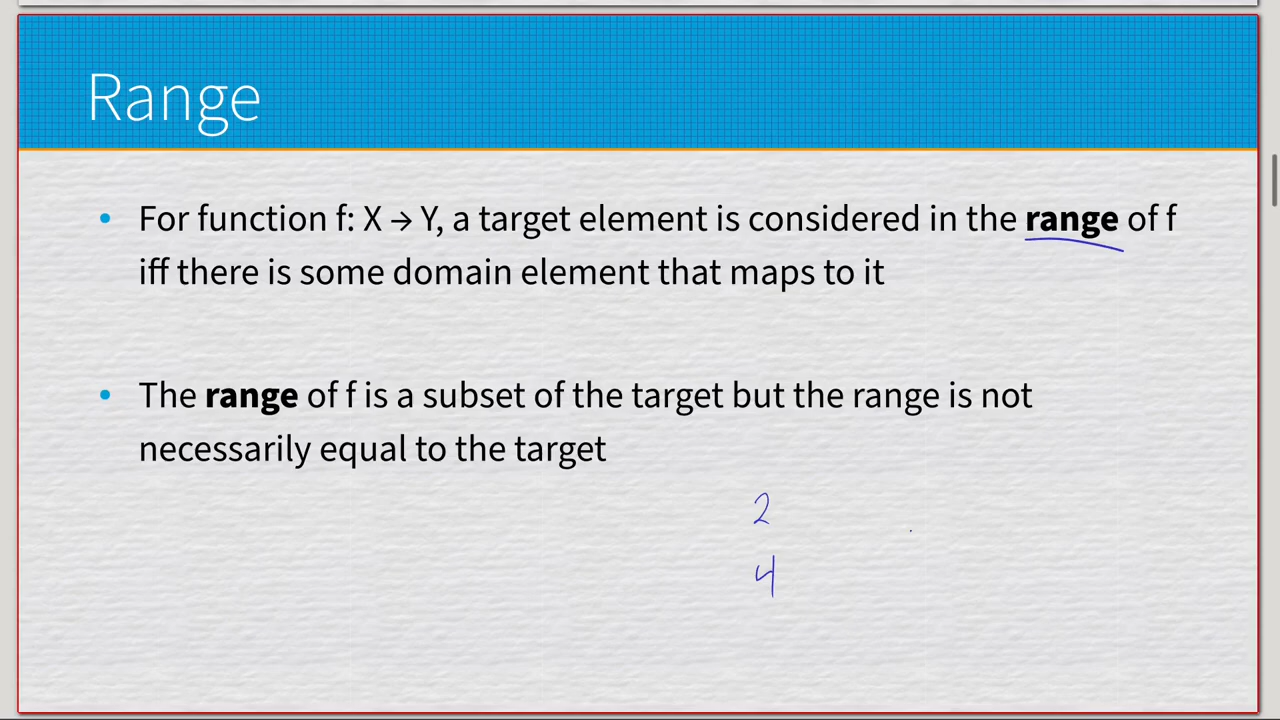 Range
• For function f: X → Y, a target element is considered in the range of f
iff there is some domain element that maps to it
• The range of f is a subset of the target but the range is not
necessarily equal to the target
2
4